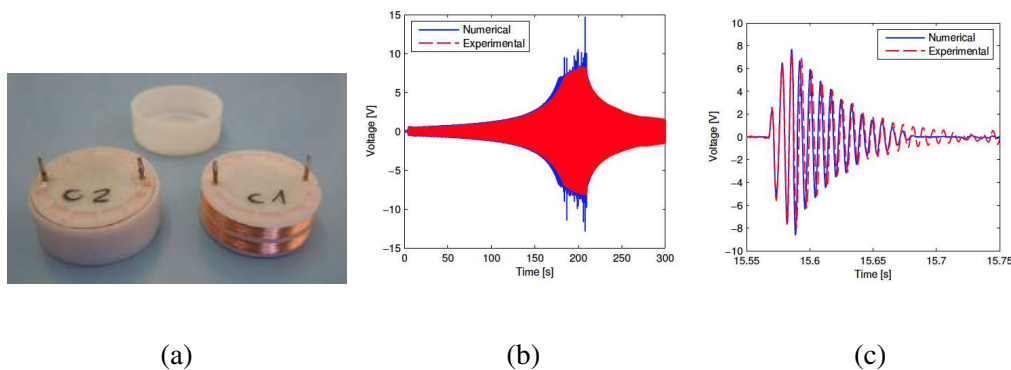 C2
C1
(a)
15
10
5
0
−5
−10
−15
Voltage [V]
0 50 100 150 200 250 300
Time [s]
Numerical
Experimental
(b)
10
8
6
4
2
0
−2
−4
−6
−8
−10
Voltage [V]
15.55 15.6 15.65 15.7 15.75
Time [s]
Numerical
Experimental
(c)